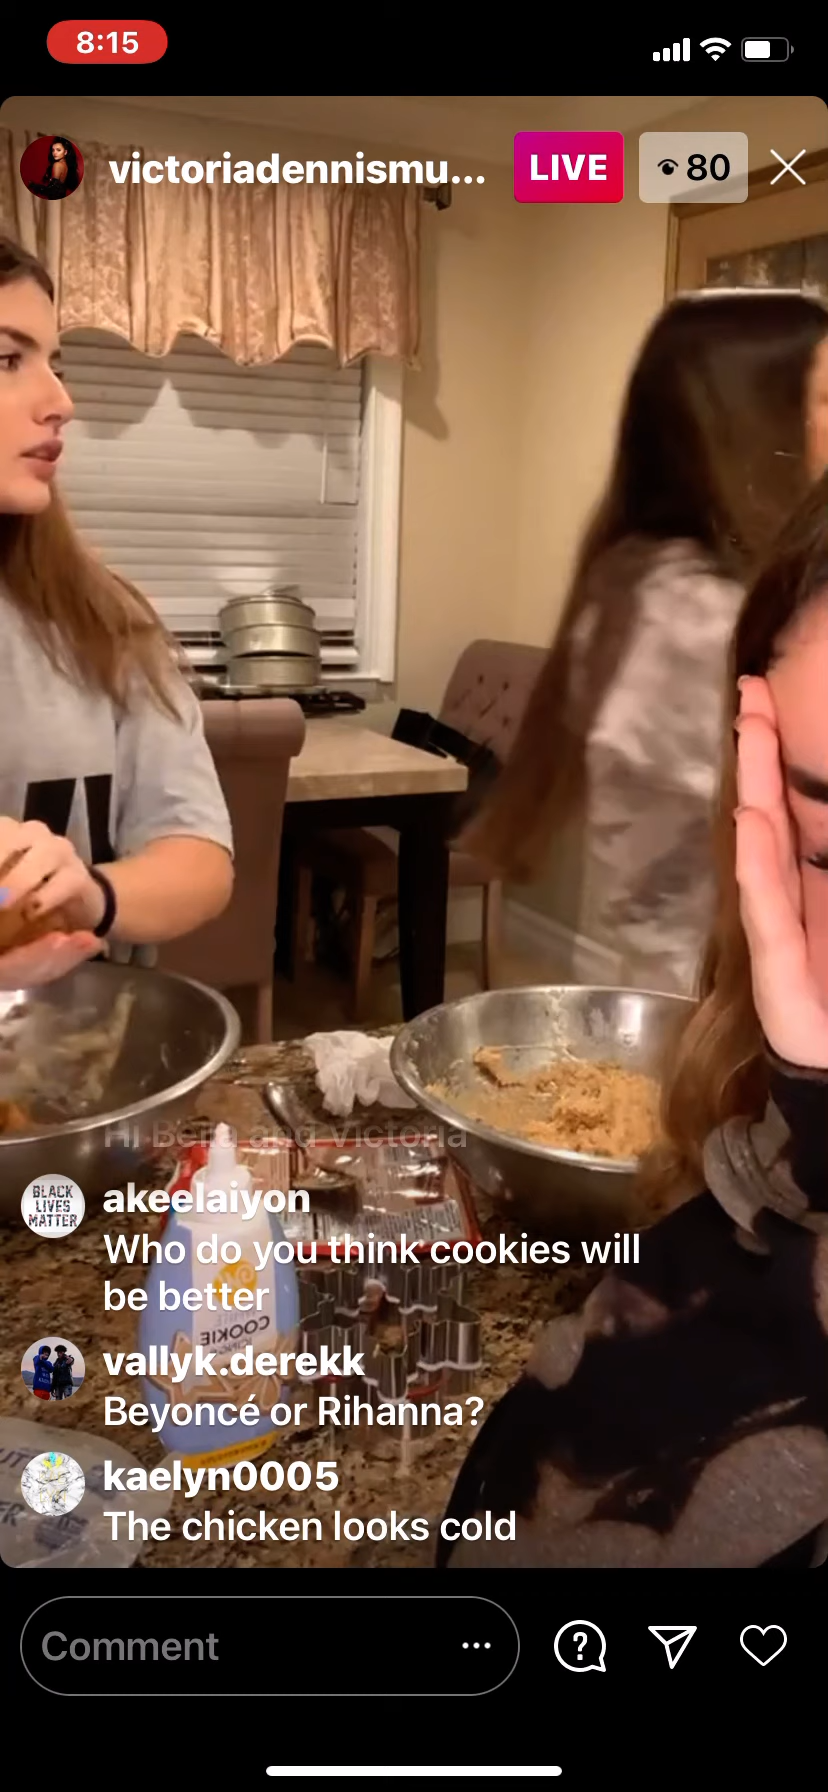 8:15
victoriadennismu...
LIVE
80
Hi Bella and Victoria
BLACK
LIVES
MATTER
akeelaiyon
Who do you think cookies will
be better
COOKIE
vallyk.derekk
Beyoncé or Rihanna?
kaelyn0005
The chicken looks cold
Comment